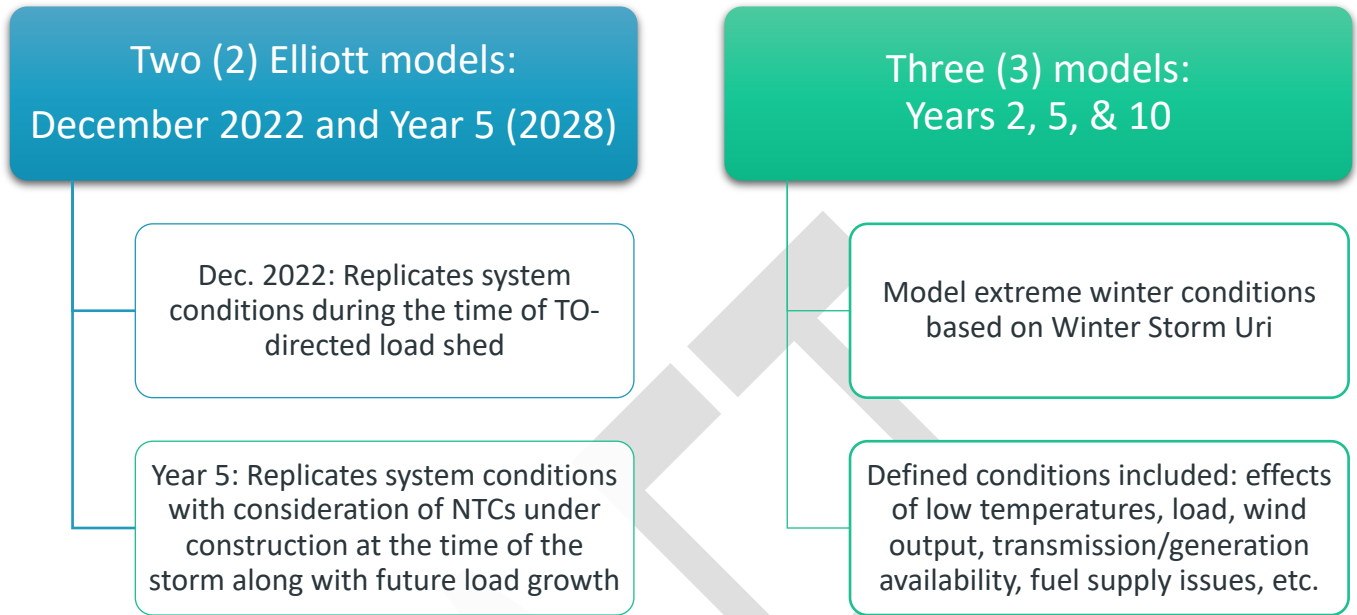 Two (2) Elliott models:
December 2022 and Year 5 (2028)
Dec. 2022: Replicates system
conditions during the time of TO-
directed load shed
Year 5: Replicates system conditions
with consideration of NTCs under
construction at the time of the
storm along with future load growth
Three (3) models:
Years 2, 5, & 10
Model extreme winter conditions
based on Winter Storm Uri
Defined conditions included: effects
of low temperatures, load, wind
output, transmission/generation
availability, fuel supply issues, etc.